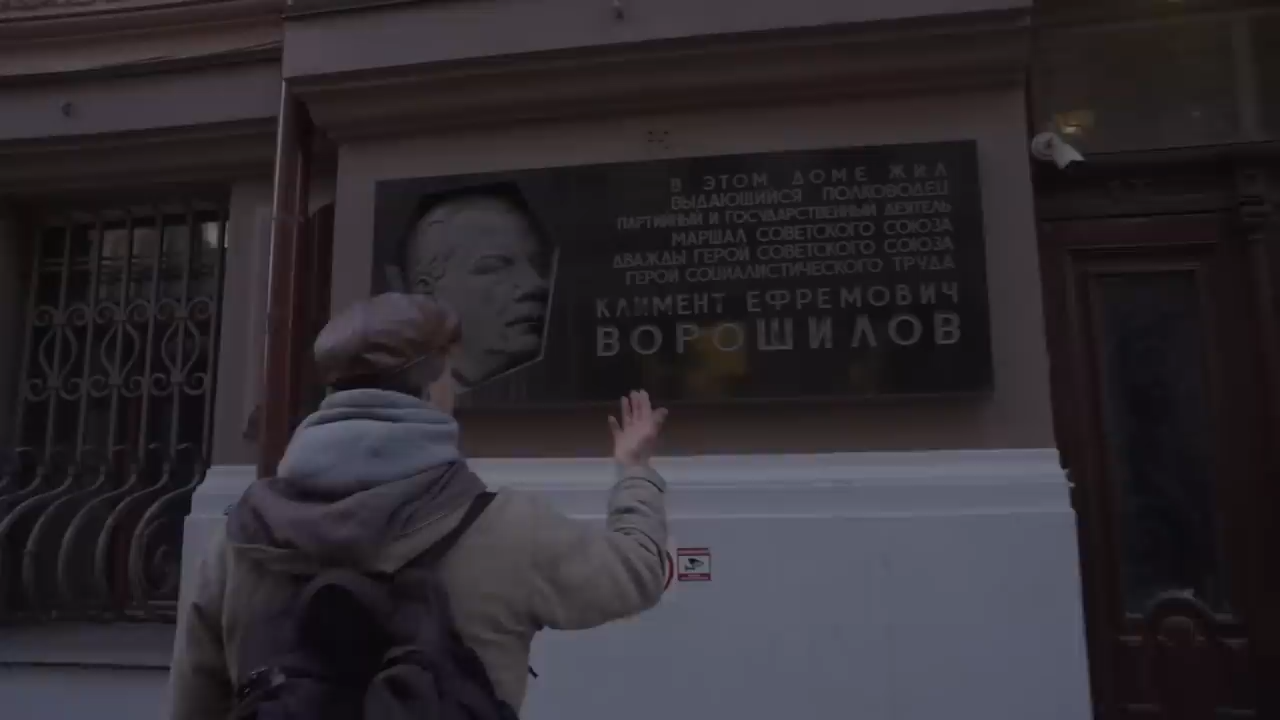 В ЭТОМ ДОМЕ ЖИЛ
ВЫДАЮЩИЙСЯ ПОЛКОВОДЕЦ
ПАРТИЙНЫЙ И ГОСУДАРСТВЕННЫЙ ДЕЯТЕЛЬ
МАРШАЛ СОВЕТСКОГО СОЮЗА
ДВАЖДЫ ГЕРОЙ СОВЕТСКОГО СОЮЗА
ГЕРОЙ СОЦИАЛИСТИЧЕСКОГО ТРУДА
КЛИМЕНТ ЕФРЕМОВИЧ
ВОРОШИЛОВ